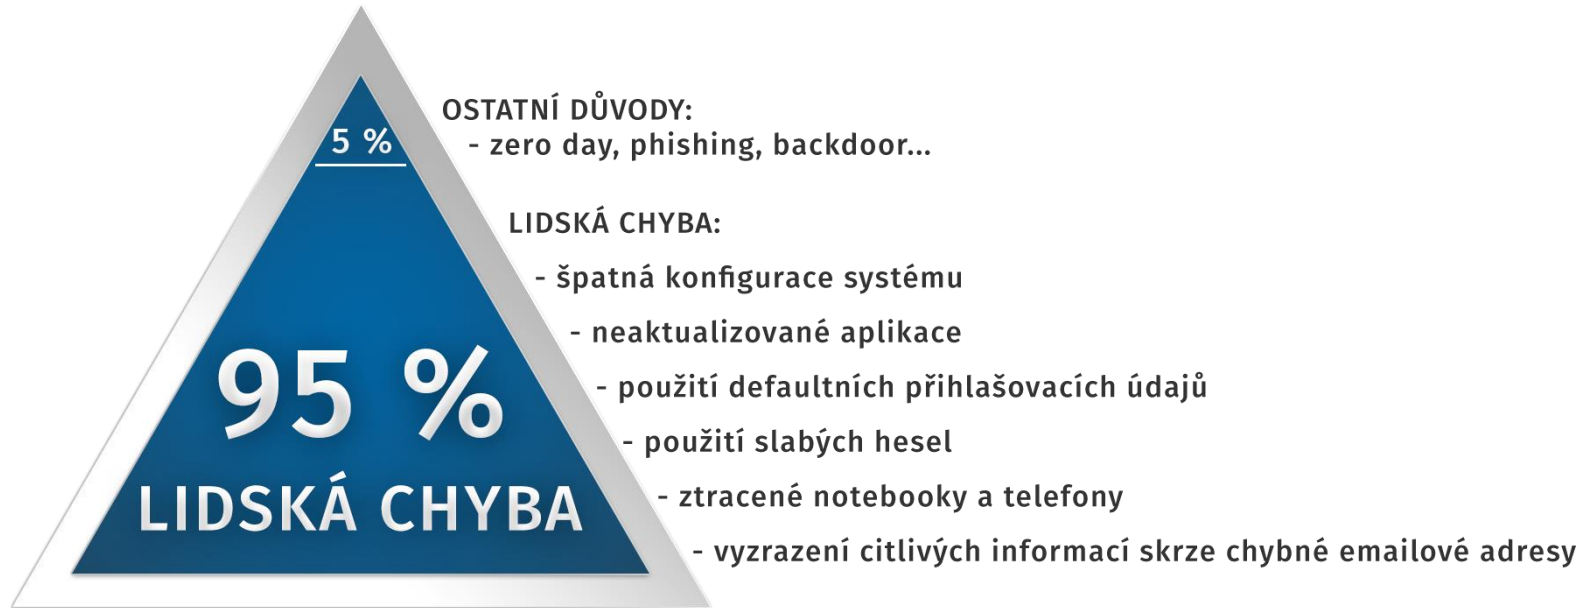 OSTATNÍ DŮVODY:
- zero day, phishing, backdoor...
5 %
LIDSKÁ CHYBA:
- špatná konfigurace systému
- neaktualizované aplikace
- použití defaultních přihlašovacích údajů
- použití slabých hesel
- ztracené notebooky a telefony
- vyzrazení citlivých informací skrze chybné emailové adresy
95 %
LIDSKÁ CHYBA